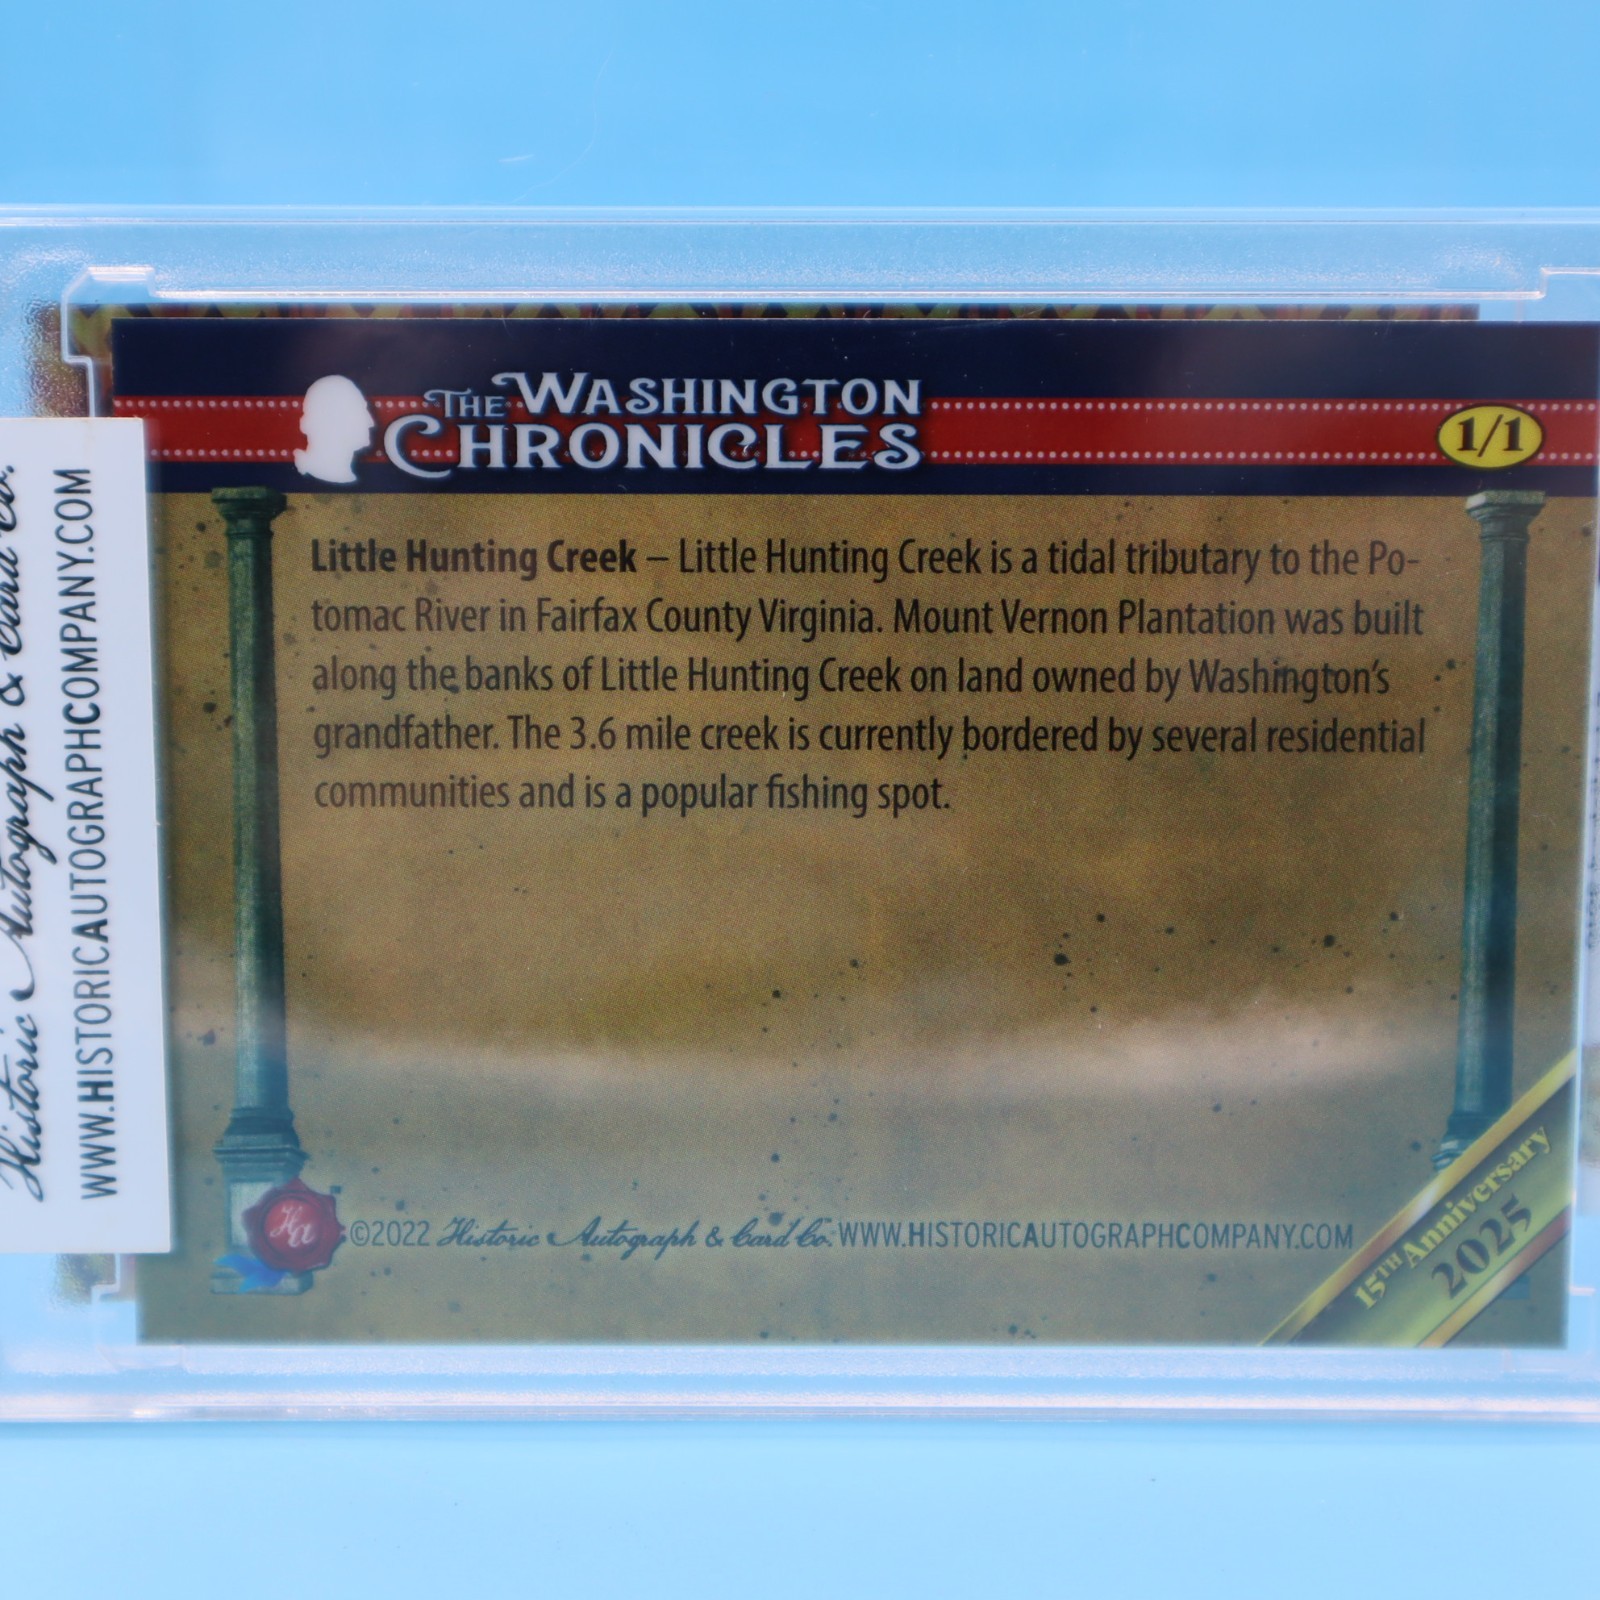 THE WASHINGTON
CHRONICLES
1/1
Little Hunting Creek – Little Hunting Creek is a tidal tributary to the Po-
tomac River in Fairfax County Virginia. Mount Vernon Plantation was built
along the banks of Little Hunting Creek on land owned by Washington's
grandfather. The 3.6 mile creek is currently bordered by several residential
communities and is a popular fishing spot.
HA
©2022 Historic Autograph & Card Co. WWW.HISTORICAUTOGRAPHCOMPANY.COM
15TH Anniversary
2025
Historic Autograph & Card Co.
WWW.HISTORICAUTOGRAPHCOMPANY.COM